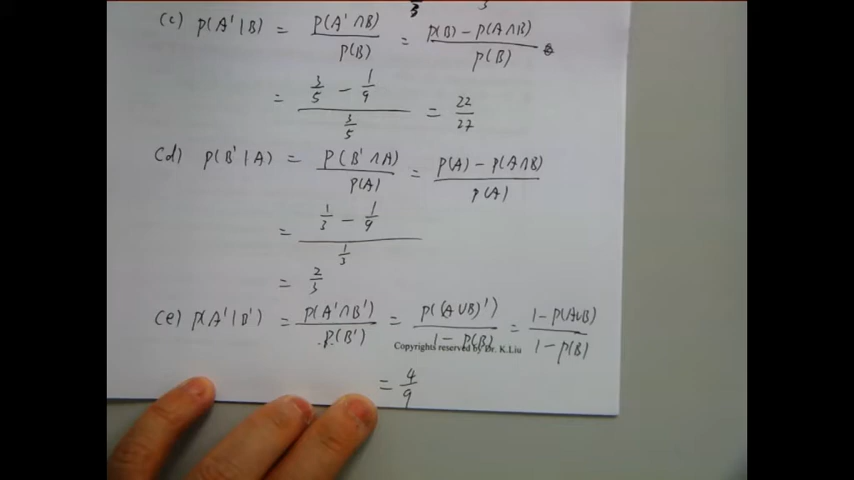 (c) P(A'|B) = P(A'∩B)/P(B) = P(B) - P(A∩B)/P(B)
= (3/5 - 1/9)/(3/5) = 22/27
(d) P(B'|A) = P(B'∩A)/P(A) = P(A) - P(A∩B)/P(A)
= (1/3 - 1/9)/(1/3)
= 2/3
(e) P(A'|B') = P(A'∩B')/P(B') = P((A∪B)')/1 - P(B) = 1 - P(A∪B)/1 - P(B)
Copyrights reserved by Dr. K.Liu
= 4/9